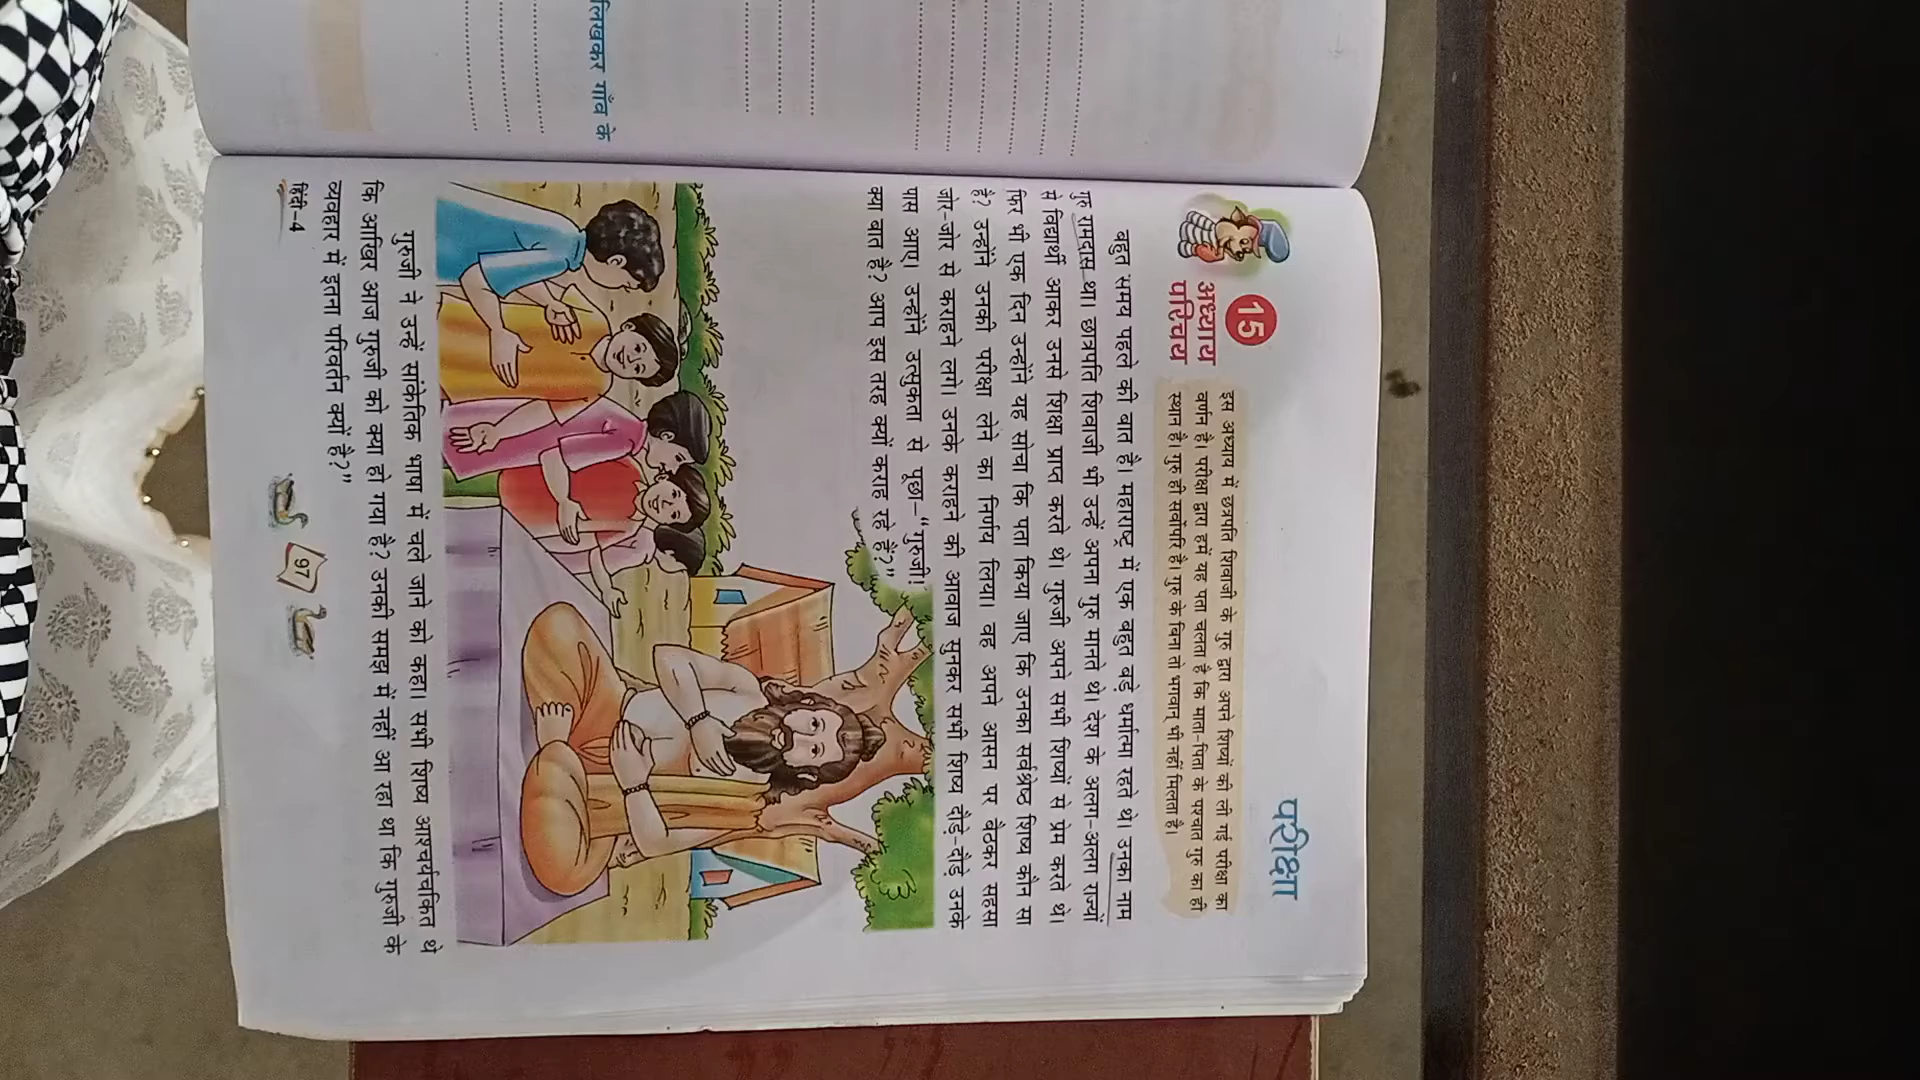 लिखकर गाँव के
परीक्षा
15
अध्याय
परिचय
इस अध्याय में छत्रपति शिवाजी के गुरु द्वारा अपने शिष्यों की ली गई परीक्षा का
वर्णन है। परीक्षा द्वारा हमें यह पता चलता है कि माता-पिता के पश्चात गुरु का ही
स्थान है। गुरु ही सर्वोपरि है। गुरु के बिना तो भगवान् भी नहीं मिलता है।
बहुत समय पहले की बात है। महाराष्ट्र में एक बहुत बड़े धर्मात्मा रहते थे। उनका नाम
गुरु रामदास था। छात्रपति शिवाजी भी उन्हें अपना गुरु मानते थे। देश के अलग-अलग राज्यों
से विद्यार्थी आकर उनसे शिक्षा प्राप्त करते थे। गुरुजी अपने सभी शिष्यों से प्रेम करते थे।
फिर भी एक दिन उन्होंने यह सोचा कि पता किया जाए कि उनका सर्वश्रेष्ठ शिष्य कौन सा
है? उन्होंने उनकी परीक्षा लेने का निर्णय लिया। वह अपने आसन पर बैठकर सहसा
जोर-जोर से कराहने लगे। उनके कराहने की आवाज सुनकर सभी शिष्य दौड़े-दौड़े उनके
पास आए। उन्होंने उत्सुकता से पूछा–“गुरुजी!
क्या बात है? आप इस तरह क्यों कराह रहे हैं?”
गुरुजी ने उन्हें सांकेतिक भाषा में चले जाने को कहा। सभी शिष्य आश्चर्यचकित थे
कि आखिर आज गुरुजी को क्या हो गया है? उनकी समझ में नहीं आ रहा था कि गुरुजी के
व्यवहार में इतना परिवर्तन क्यों है?”
हिंदी-4
97